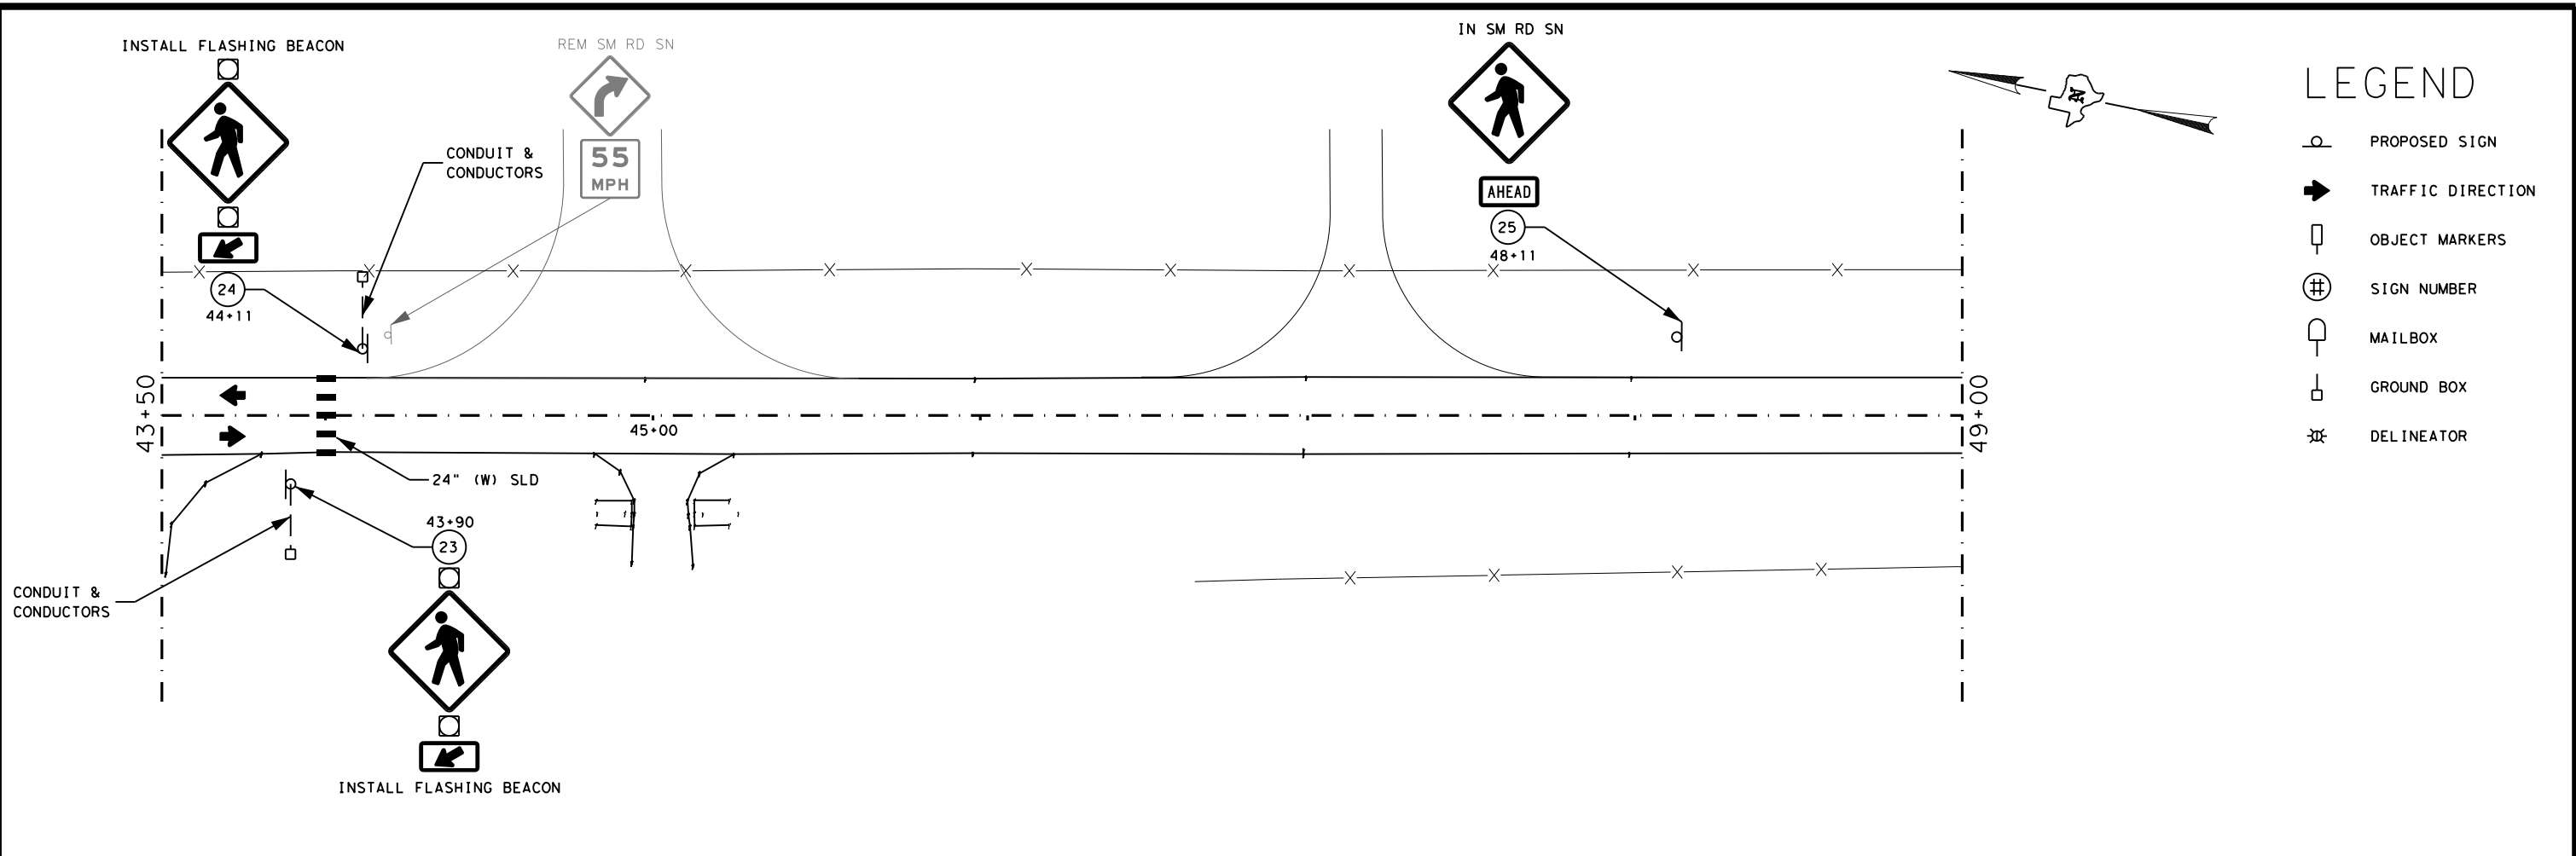 INSTALL FLASHING BEACON
REM SM RD SN
IN SM RD SN
LEGEND
55
MPH
CONDUIT &
CONDUCTORS
AHEAD
24
44+11
25
48+11
PROPOSED SIGN
TRAFFIC DIRECTION
OBJECT MARKERS
#
SIGN NUMBER
MAILBOX
GROUND BOX
DELINEATOR
43+50
45+00
49+00
24" (W) SLD
43+90
23
CONDUIT &
CONDUCTORS
INSTALL FLASHING BEACON